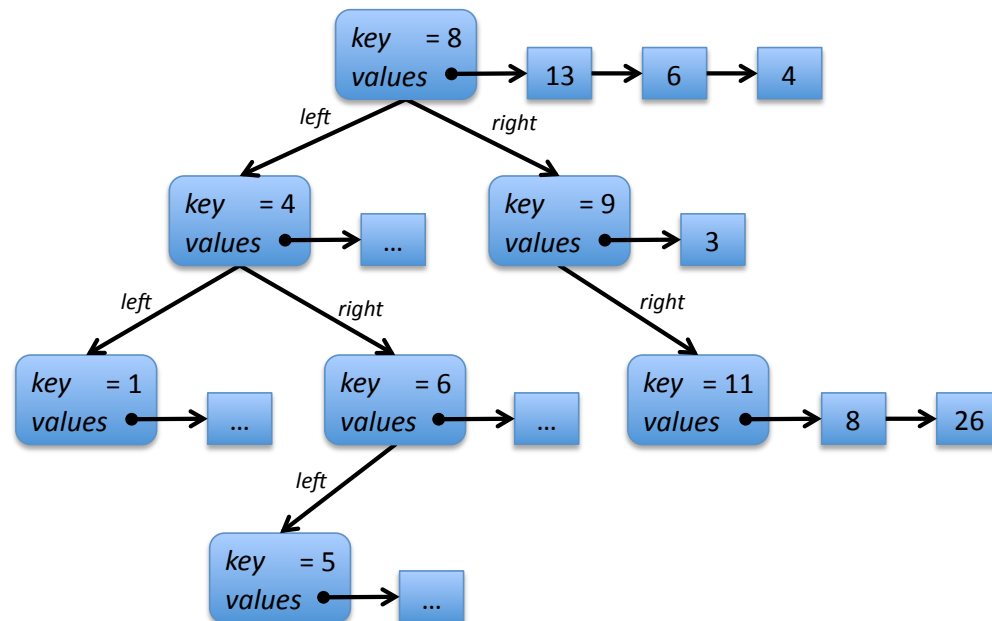 key = 8
values 13 6 4
left right
key = 4 key = 9
values ... values 3
left right right
key = 1 key = 6 key = 11
values ... values ... values 8 26
left
key = 5
values ...